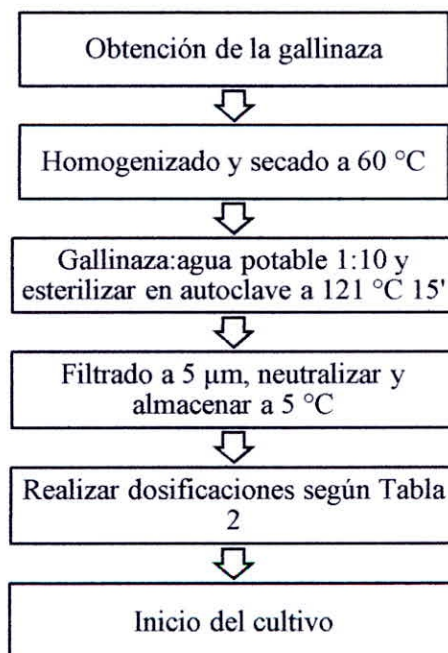 Obtención de la gallinaza
Homogenizado y secado a 60 °C
Gallinaza:agua potable 1:10 y
esterilizar en autoclave a 121 °C 15'
Filtrado a 5 µm, neutralizar y
almacenar a 5 °C
Realizar dosificaciones según Tabla
2
Inicio del cultivo